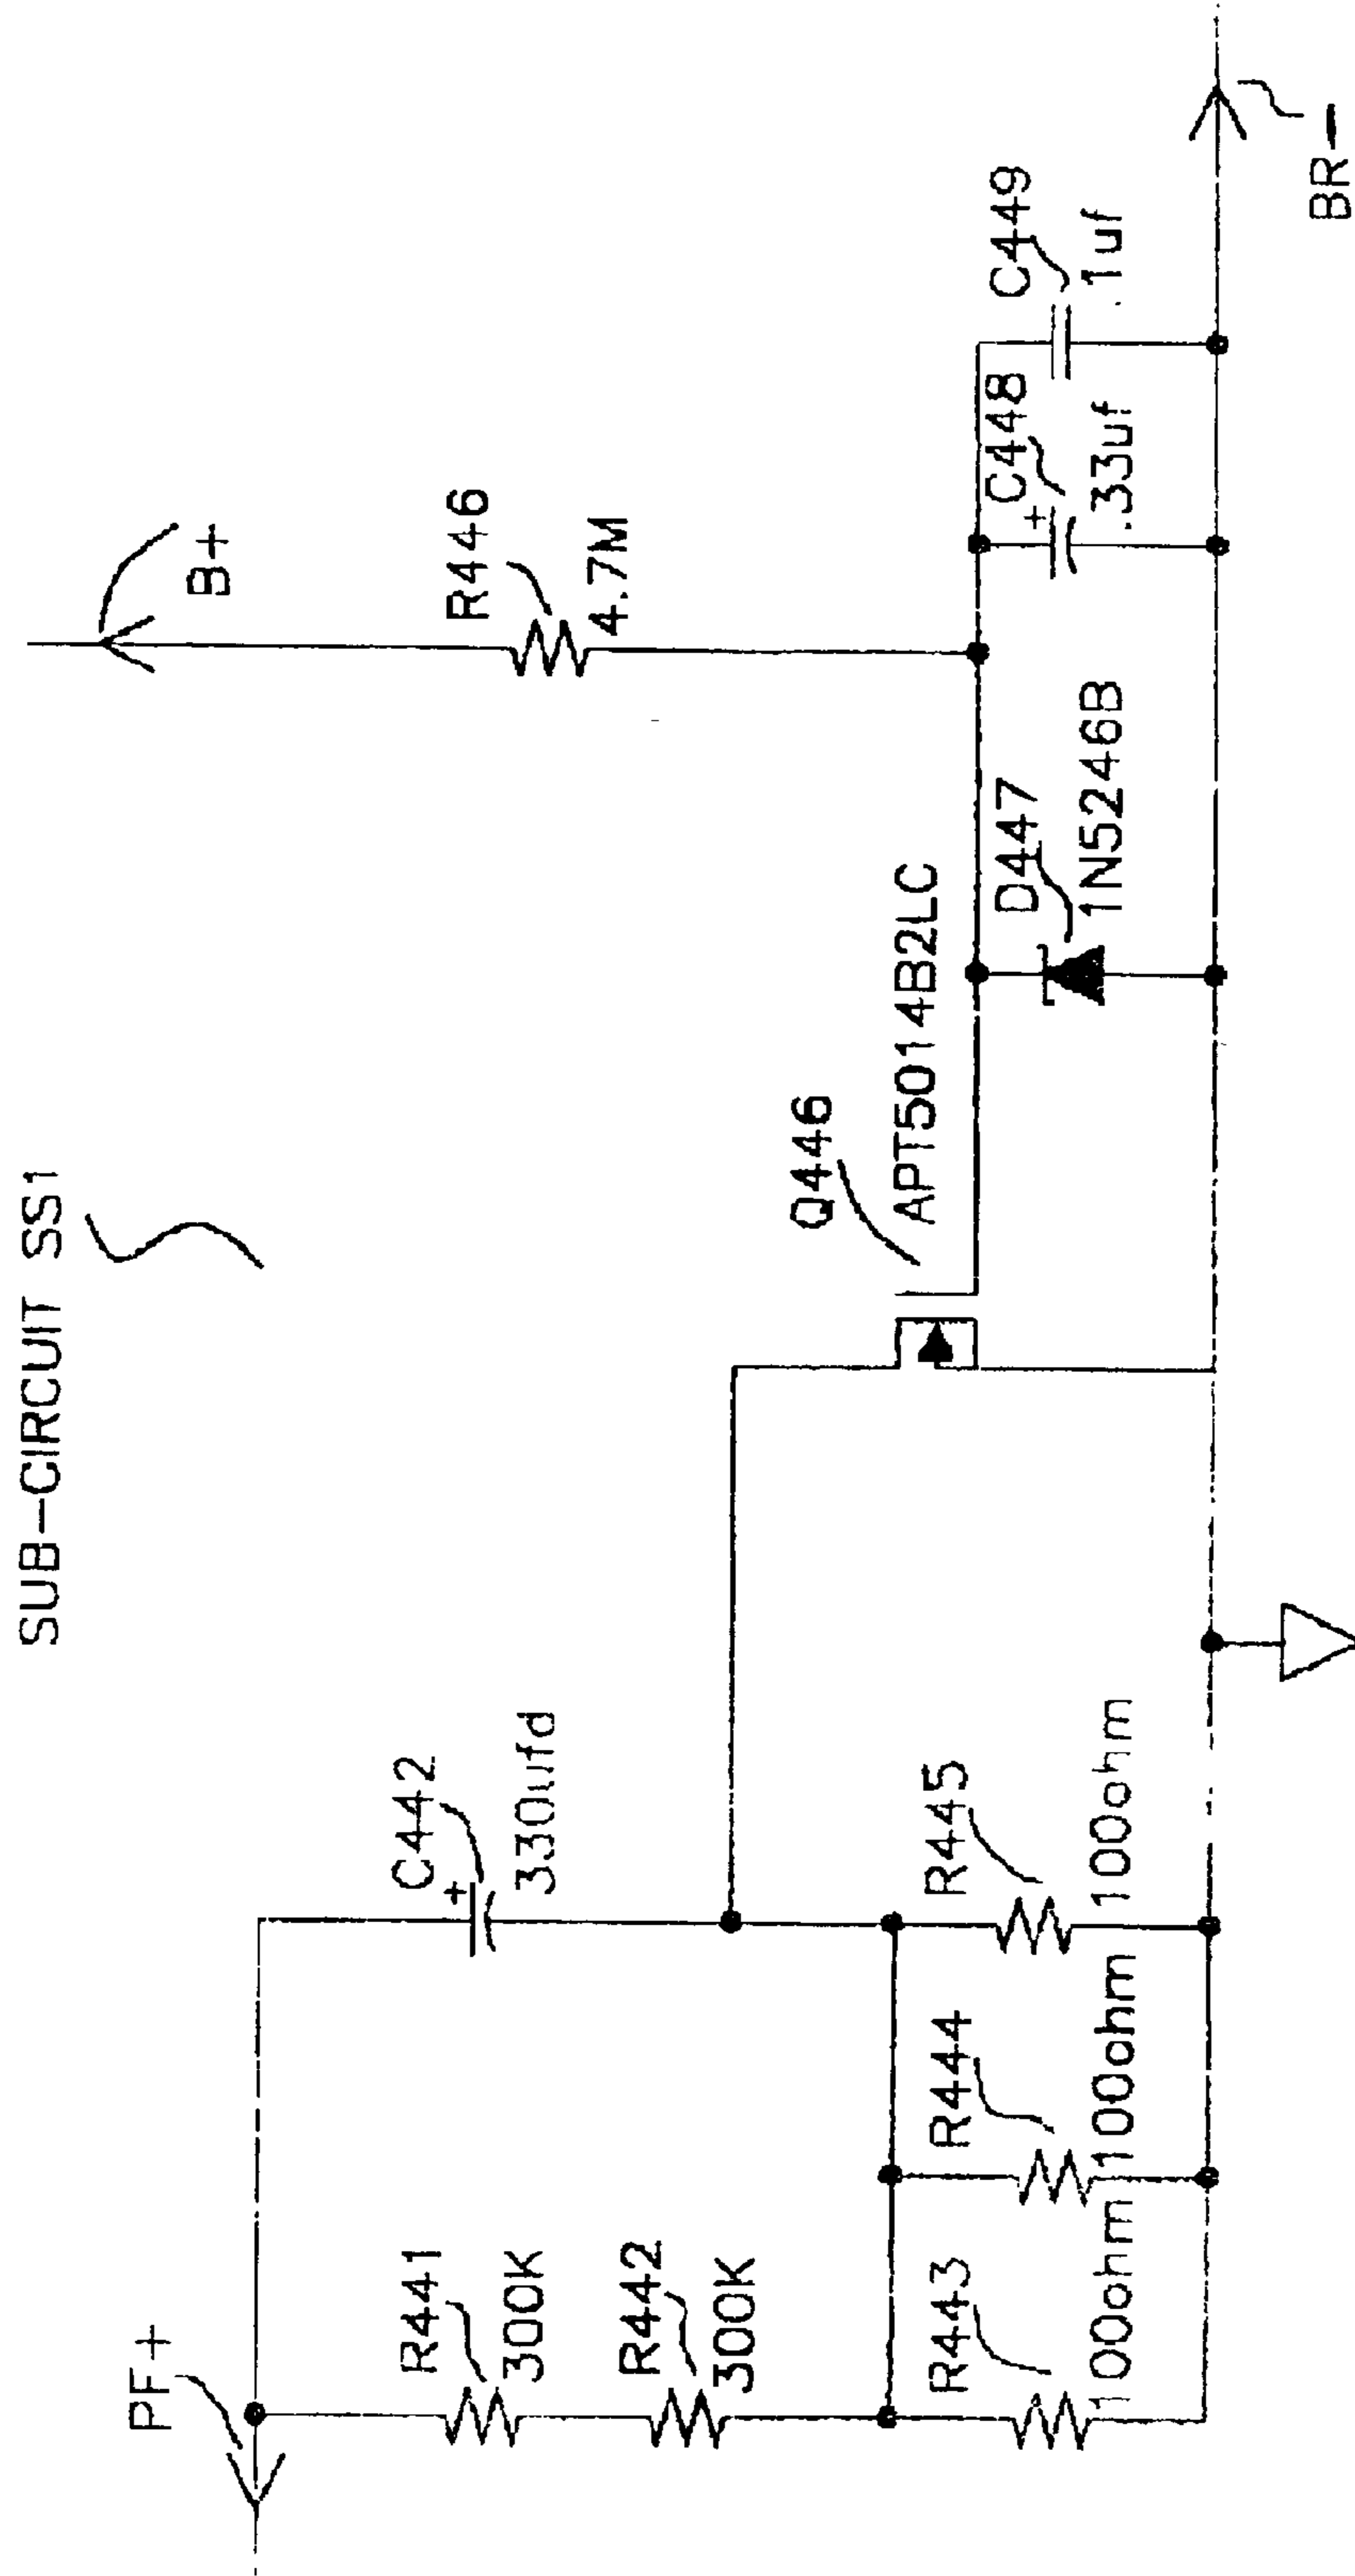 SUB-CIRCUIT SS1
PF+
C442
+
330ufd
R441
300K
R442
300K
R443
100ohm
R444
100ohm
R445
100ohm
Q446
APT5014B2LC
B+
R446
4.7M
D447
1N5246B
C448
+
.33uf
C449
.1uf
BR-